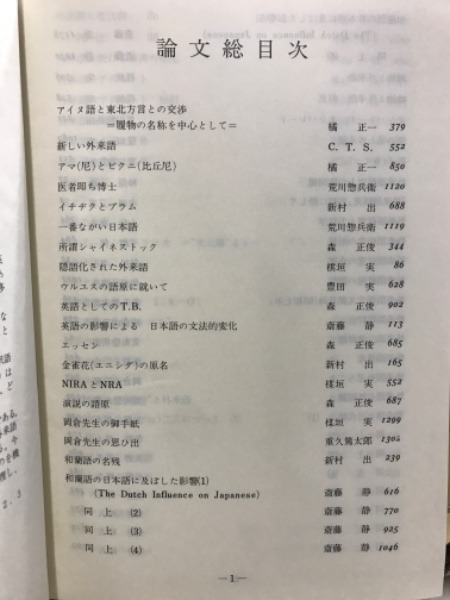 論文総目次
アイヌ語と東北方言との交渉
=履物の名称を中心として= 橘 正一 379
新しい外来語 C. T. S. 552
アマ(尼)とビクニ(比丘尼) 橘 正一 850
医者即ち博士 荒川惣兵衛 1120
イチヂクとプラム 新村 出 688
一番ながい日本語 荒川惣兵衛 1119
所謂シャイネストック 森 正俊 344
隠語化された外来語 楳垣 実 86
ウルユスの語原に就いて 豊田 実 628
英語としてのT.B. 森 正俊 902
英語の影響による 日本語の文法的変化 斎藤 静 113
エッセン 森 正俊 685
金雀花(エニシダ)の原名 新村 出 165
NIRAとNRA 楳垣 実 552
演説の語原 森 正俊 687
岡倉先生の御手紙 楳垣 実 1299
岡倉先生の思ひ出 重久篤太郎 1302
和蘭語の名残 新村 出 239
和蘭語の日本語に及ぼした影響(1)
(The Dutch Influence on Japanese) 斎藤 静 616
同上 (2) 斎藤 静 770
同上 (3) 斎藤 静 925
同上 (4) 斎藤 静 1046
—1—